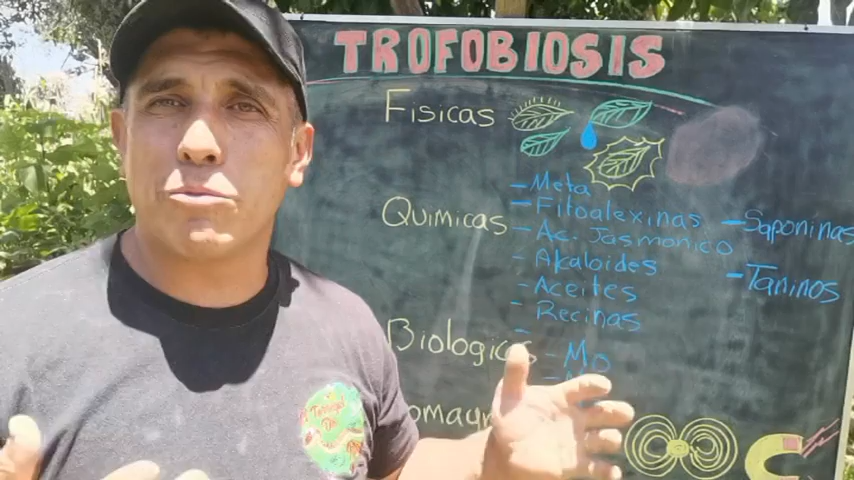 TROFOBIOSIS
Fisicas
- Meta
Quimicas
- Fitoalexinas
- Saponinas
- Ac. Jasmonico
- Akaloides
- Taninos
- Aceites
- Recinas
Biologicas
- Mo